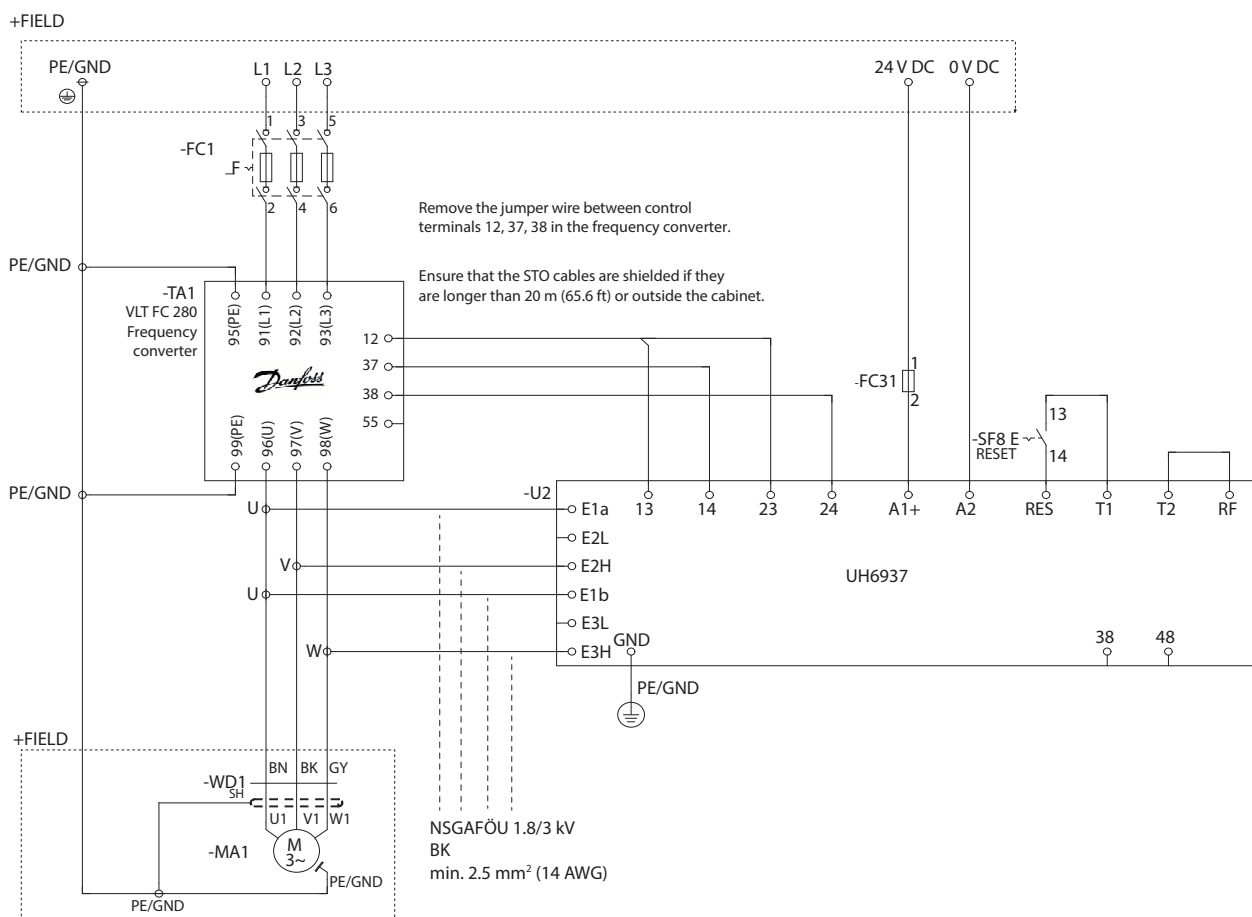 +FIELD
PE/GND
L1 L2 L3
24 V DC 0 V DC
1 3 5
-FC1
F
2 4 6
Remove the jumper wire between control
terminals 12, 37, 38 in the frequency converter.
PE/GND
Ensure that the STO cables are shielded if they
are longer than 20 m (65.6 ft) or outside the cabinet.
-TA1
VLT FC 280
Frequency
converter
95(PE)
91(L1)
92(L2)
93(L3)
12
37
38
55
Danfoss
99(PE)
96(U)
97(V)
98(W)
1
-FC31
2
13
-SF8 E
RESET
14
PE/GND
-U2
U
E1a 13 14 23 24 A1+ A2 RES T1 T2 RF
E2L
V
E2H
UH6937
U
E1b
E3L
W
E3H
GND
38 48
PE/GND
+FIELD
BN BK GY
-WD1
SH
U1 V1 W1
-MA1
M
3~
PE/GND
PE/GND
NSGAFÖU 1.8/3 kV
BK
min. 2.5 mm² (14 AWG)